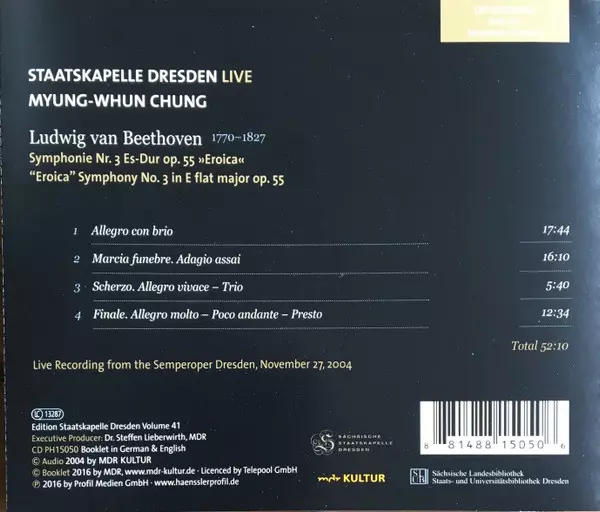 STAATSKAPELLE DRESDEN LIVE
MYUNG-WHUN CHUNG
Ludwig van Beethoven 1770–1827
Symphonie Nr. 3 Es-Dur op. 55 »Eroica«
“Eroica” Symphony No. 3 in E flat major op. 55
1 Allegro con brio 17:44
2 Marcia funebre. Adagio assai 16:10
3 Scherzo. Allegro vivace – Trio 5:40
4 Finale. Allegro molto – Poco andante – Presto 12:34
Total 52:10
Live Recording from the Semperoper Dresden, November 27, 2004
LC 13287
Edition Staatskapelle Dresden Volume 41
Executive Producer: Dr. Steffen Lieberwirth, MDR
CD PH15050 Booklet in German & English
© Audio 2004 by MDR KULTUR
© Booklet 2016 by MDR, www.mdr-kultur.de - Licenced by Telepool GmbH
℗ 2016 by Profil Medien GmbH - www.haensslerprofil.de
SÄCHSISCHE
STAATSKAPELLE
DRESDEN
mdr KULTUR
8 81488 15050 6
Sächsische Landesbibliothek
Staats- und Universitätsbibliothek Dresden